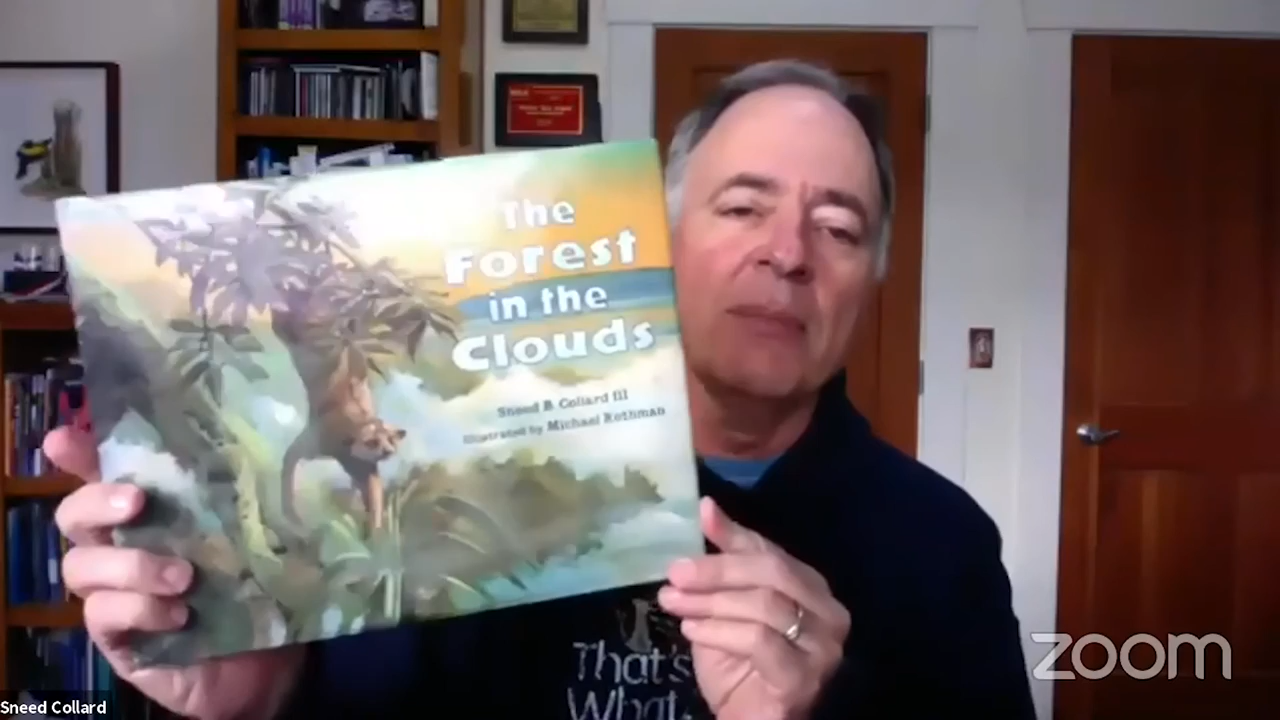 The
Forest
in the
Clouds
Sneed B. Collard III
Illustrated by Michael Rothman
That's
What
zoom
Sneed Collard